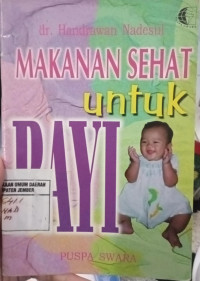 dr. Handrawan Nadesul
MAKANAN SEHAT
untuk
BAYI
PUSPA SWARA